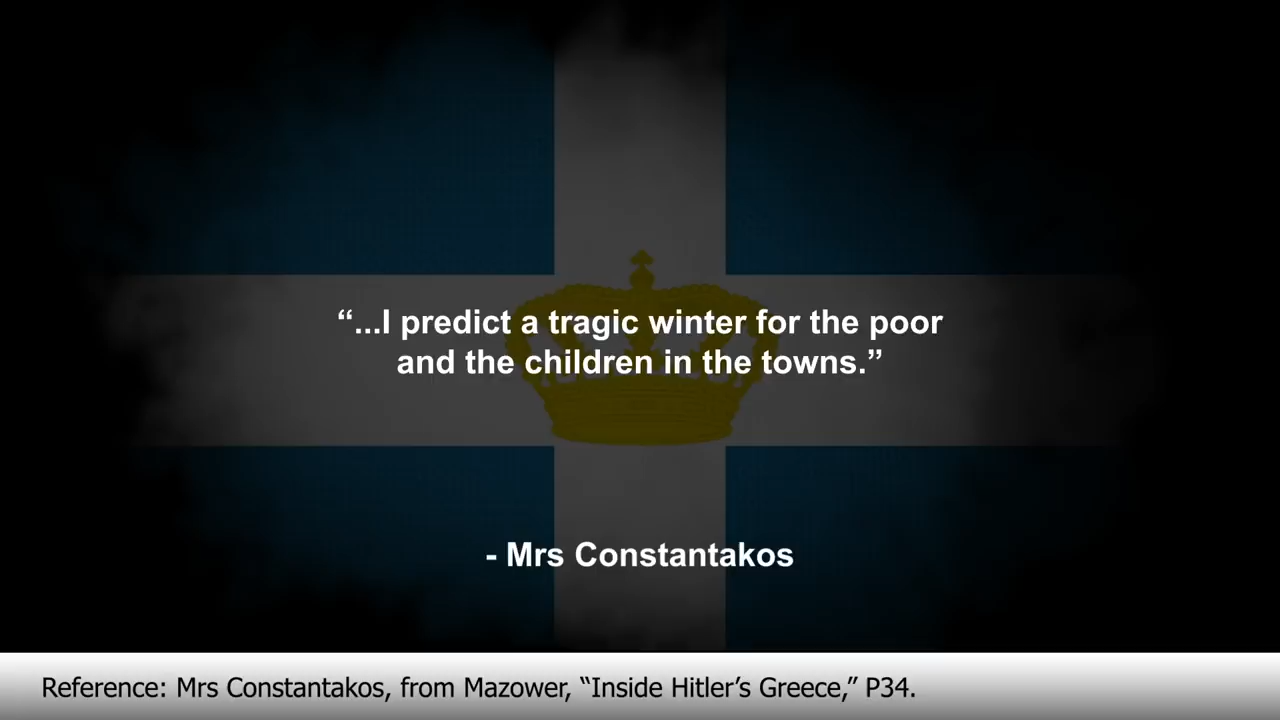 “...I predict a tragic winter for the poor
and the children in the towns.”
- Mrs Constantakos
Reference: Mrs Constantakos, from Mazower, “Inside Hitler’s Greece,” P34.